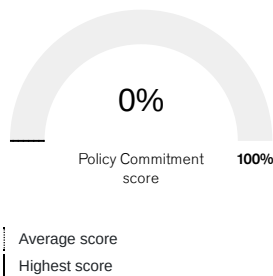 0%
Policy Commitment
score
100%
Average score
Highest score